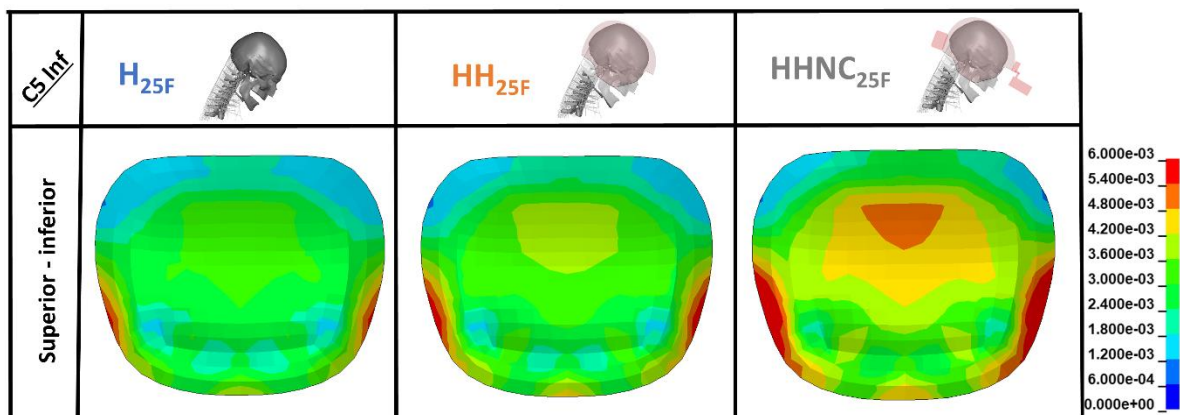 C5 Inf
H25F
HH25F
HHNC25F
Superior - inferior
6.000e-03
5.400e-03
4.800e-03
4.200e-03
3.600e-03
3.000e-03
2.400e-03
1.800e-03
1.200e-03
6.000e-04
0.000e+00